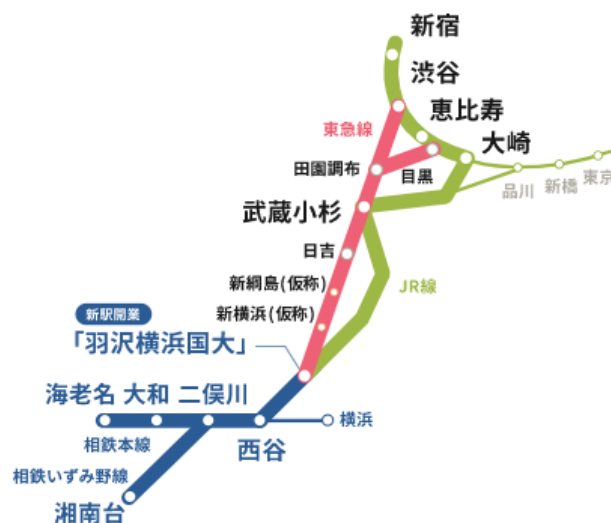 新宿
渋谷
恵比寿
東急線
大崎
田園調布
目黒
品川
新橋
東京
武蔵小杉
日吉
新綱島(仮称)
JR線
新横浜(仮称)
新駅開業
「羽沢横浜国大」
海老名 大和 二俣川
横浜
相鉄本線
西谷
相鉄いずみ野線
湘南台